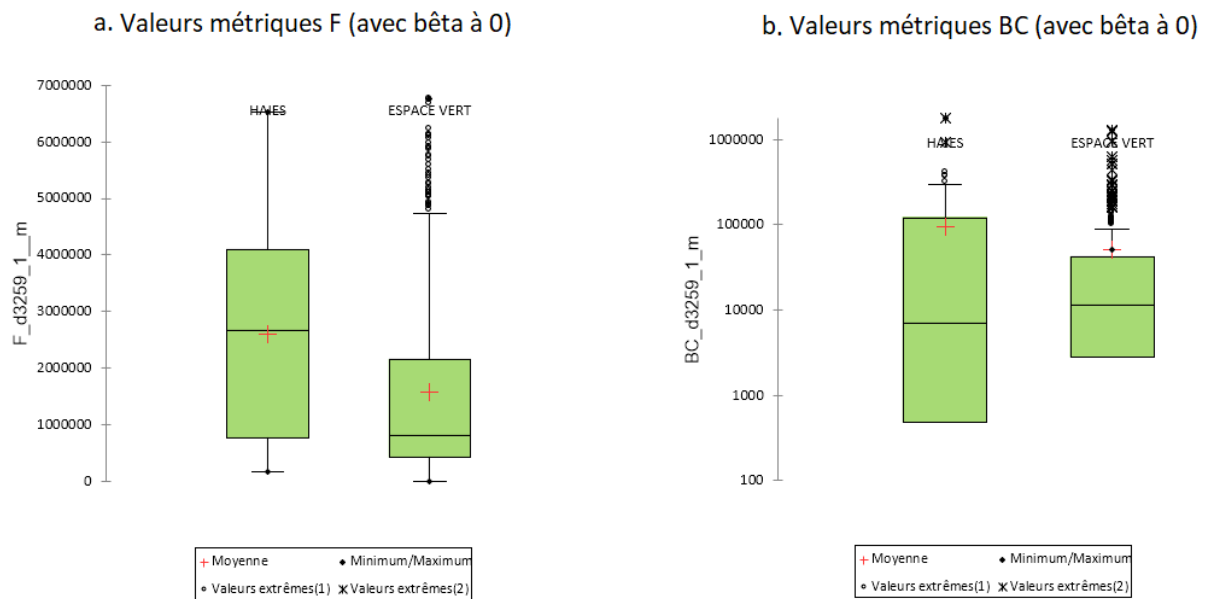 a. Valeurs métriques F (avec bêta à 0)
7000000
6000000
5000000
4000000
3000000
2000000
1000000
0
F_d3259_1__m
HAIES
ESPACE VERT
+ Moyenne
• Minimum/Maximum
° Valeurs extrêmes(1)
x Valeurs extrêmes(2)
b. Valeurs métriques BC (avec bêta à 0)
1000000
100000
10000
1000
100
BC_d3259_1_m
HAIES
ESPACE VERT
+ Moyenne
• Minimum/Maximum
° Valeurs extrêmes(1)
x Valeurs extrêmes(2)